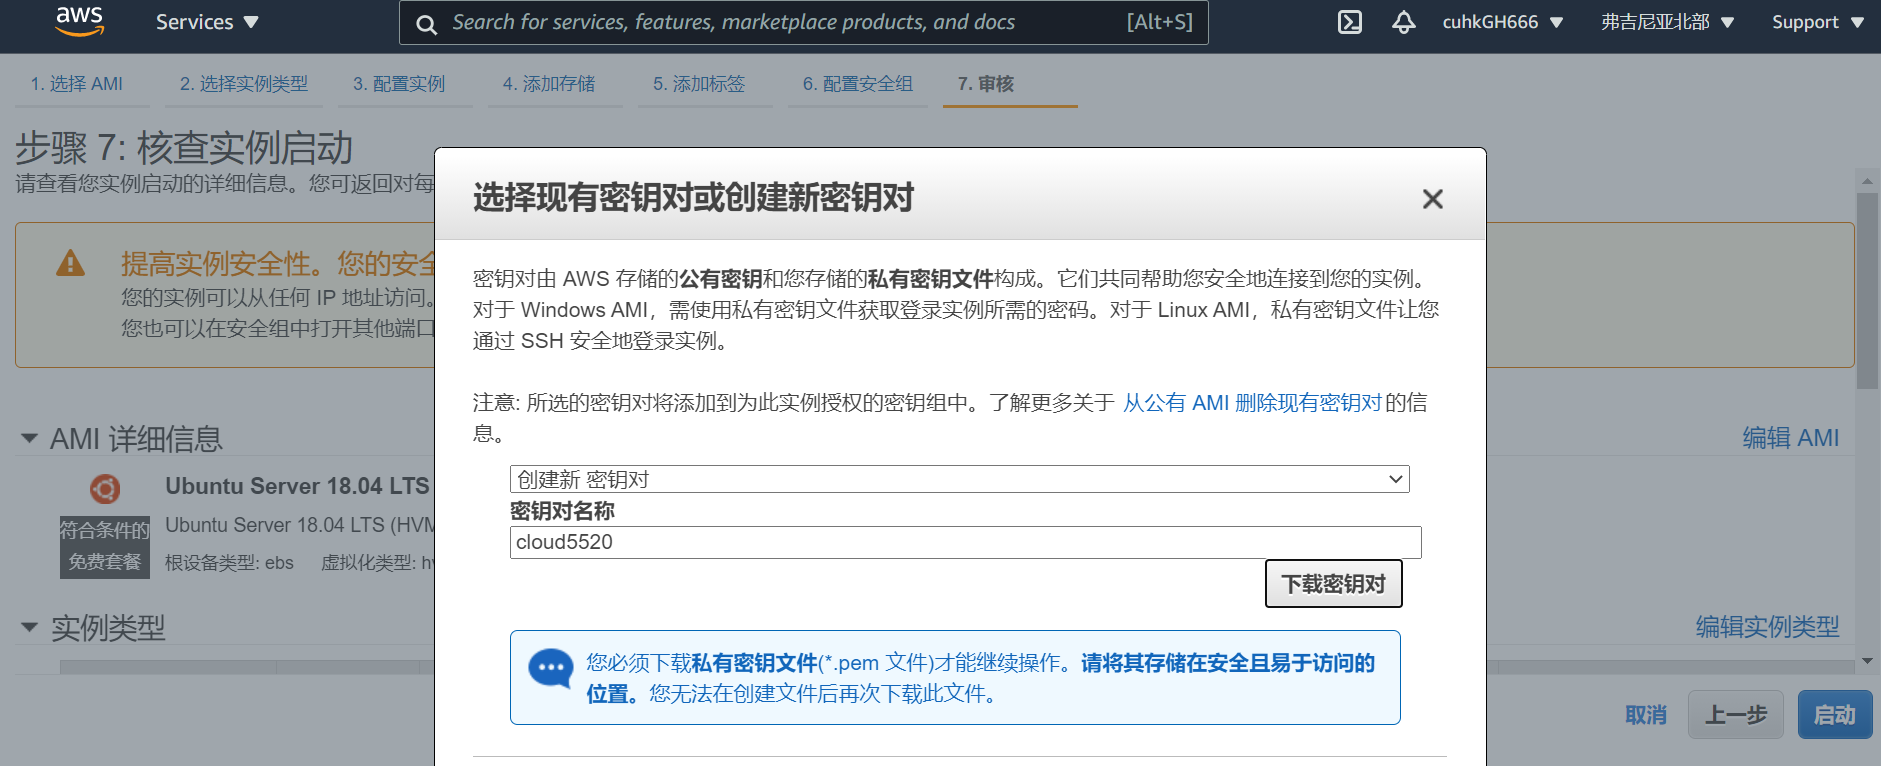 aws
Services
Search for services, features, marketplace products, and docs
[Alt+S]
cuhkGH666
弗吉尼亚北部
Support
1. 选择 AMI
2. 选择实例类型
3. 配置实例
4. 添加存储
5. 添加标签
6. 配置安全组
7. 审核
步骤 7: 核查实例启动
请查看您实例启动的详细信息。您可返回对每
提高实例安全性。您的安全
您的实例可以从任何 IP 地址访问。
您也可以在安全组中打开其他端口
AMI 详细信息
编辑 AMI
Ubuntu Server 18.04 LTS
Ubuntu Server 18.04 LTS (HVM
符合条件的
免费套餐
根设备类型: ebs
虚拟化类型: hv
实例类型
编辑实例类型
选择现有密钥对或创建新密钥对
密钥对由 AWS 存储的公有密钥和您存储的私有密钥文件构成。它们共同帮助您安全地连接到您的实例。
对于 Windows AMI，需使用私有密钥文件获取登录实例所需的密码。对于 Linux AMI，私有密钥文件让您
通过 SSH 安全地登录实例。
注意: 所选的密钥对将添加到为此实例授权的密钥组中。了解更多关于 从公有 AMI 删除现有密钥对 的信
息。
创建新 密钥对
密钥对名称
cloud5520
下载密钥对
您必须下载私有密钥文件(*.pem 文件)才能继续操作。请将其存储在安全且易于访问的
位置。您无法在创建文件后再次下载此文件。
取消
上一步
启动